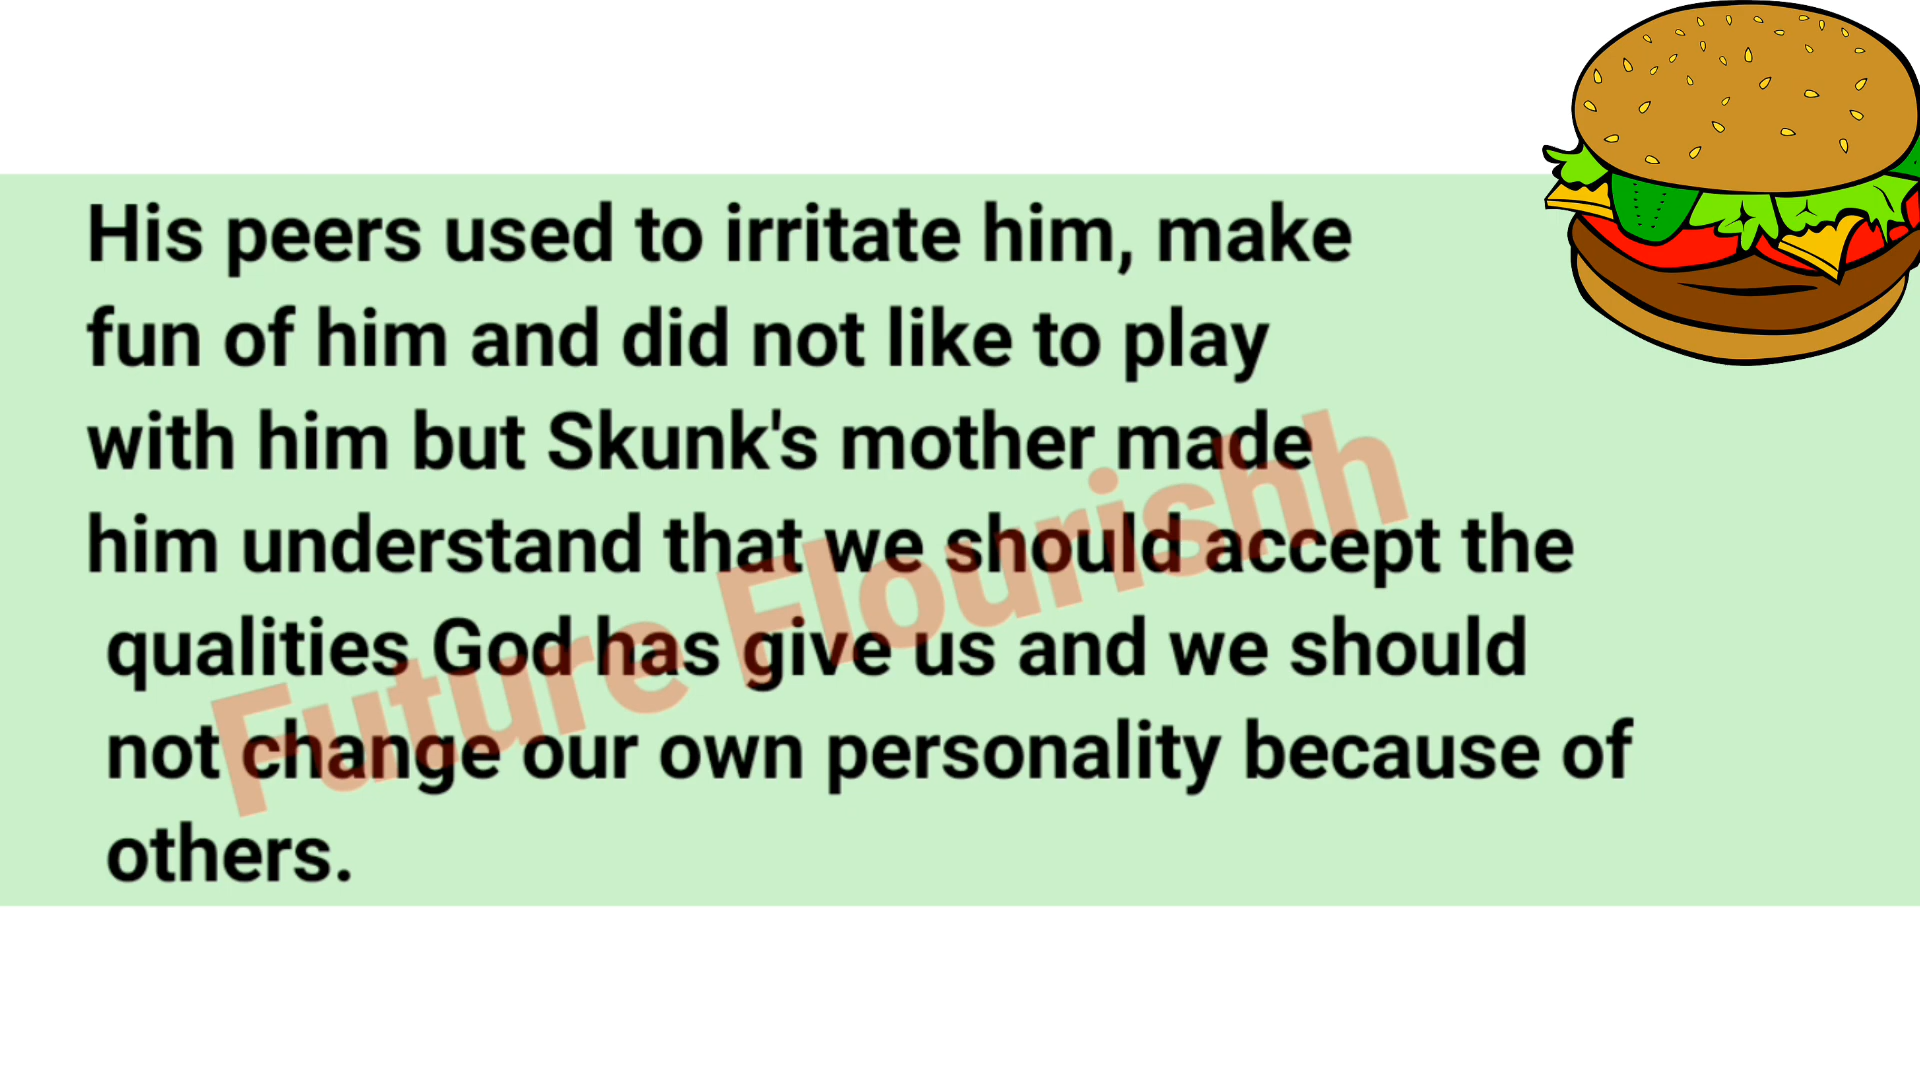 His peers used to irritate him, make
fun of him and did not like to play
with him but Skunk's mother made
him understand that we should accept the
qualities God has give us and we should
not change our own personality because of
others.
Future Flourishh